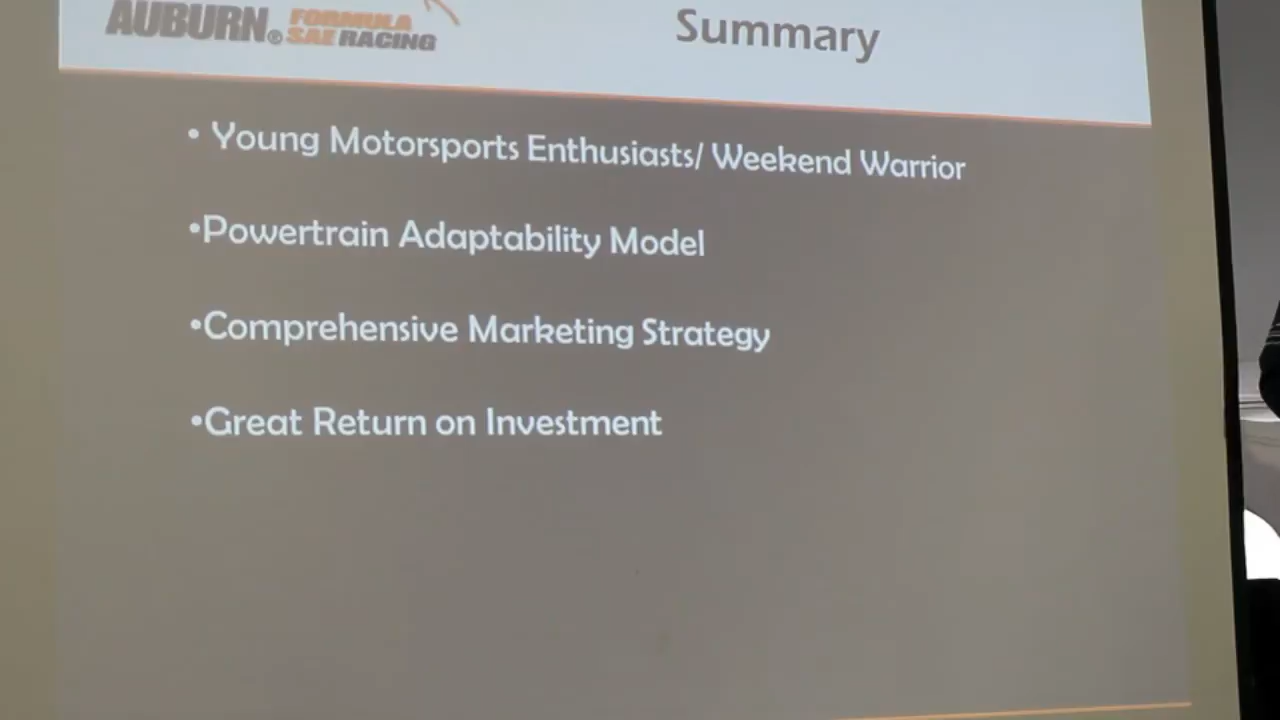 AUBURN® FORMULA SAE RACING
Summary
• Young Motorsports Enthusiasts/ Weekend Warrior
•Powertrain Adaptability Model
•Comprehensive Marketing Strategy
•Great Return on Investment